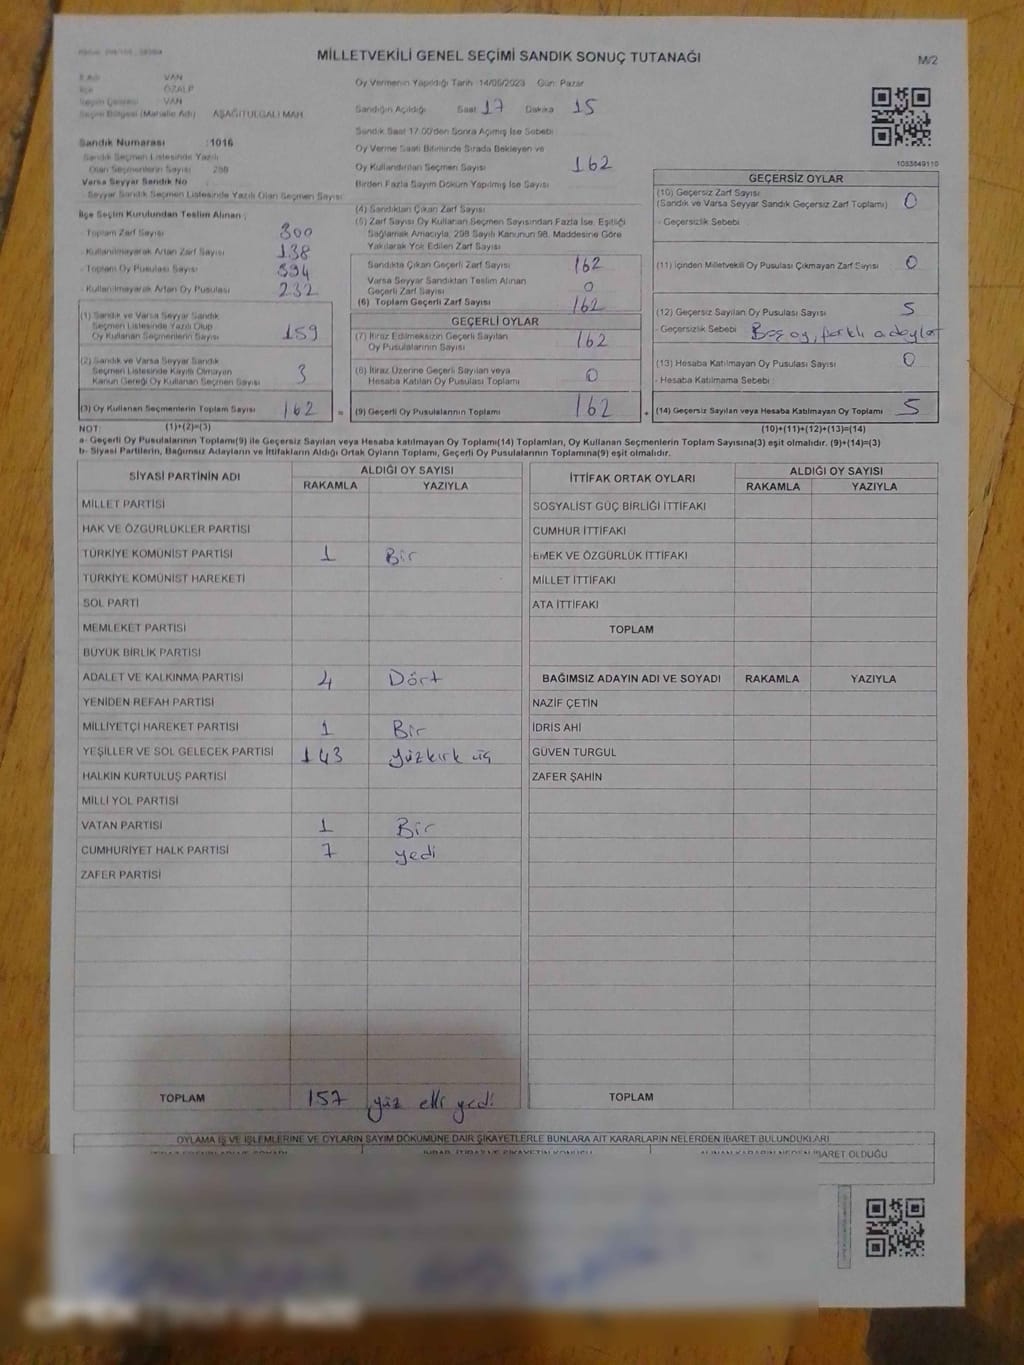 MİLLETVEKİLİ GENEL SEÇİMİ SANDIK SONUÇ TUTANAĞI
M/2
VAN
İlçe ÖZALP
Seçim Çevresi VAN
Seçim Bölgesi (Mahalle Adı) AŞAĞITULGALI MAH.
Sandık Numarası :1016
Sandık Seçmen Listesinde Yazılı
Olan Seçmenlerin Sayısı
Varsa Seyyar Sandık No
Seyyar Sandık Seçmen Listesinde Yazılı Olan Seçmen Sayısı
Oy Vermenin Yapıldığı Tarih 14/05/2023 Gün: Pazar
Sandığın Açıldığı Saat 17 Dakika 15
Sandık Saat 17.00'den Sonra Açılmış İse Sebebi
Oy Verme Saati Bitiminde Sırada Bekleyen ve
Oy Kullandırılan Seçmen Sayısı 162
Birden Fazla Sayım Döküm Yapılmış İse Sayısı
1053849110
İlçe Seçim Kurulundan Teslim Alınan ;
- Toplam Zarf Sayısı 300
- Kullanılmayarak Artan Zarf Sayısı 138
- Toplam Oy Pusulası Sayısı 394
- Kullanılmayarak Artan Oy Pusulası 232
(1) Sandık ve Varsa Seyyar Sandık
Seçmen Listesinde Yazılı Olup
Oy Kullanan Seçmenlerin Sayısı 159
(2) Sandık ve Varsa Seyyar Sandık
Seçmen Listesinde Kayıtlı Olmayan
Kanun Gereği Oy Kullanan Seçmen Sayısı 3
(3) Oy Kullanan Seçmenlerin Toplam Sayısı 162
(4) Sandıktan Çıkan Zarf Sayısı
(5) Zarf Sayısı Oy Kullanan Seçmen Sayısından Fazla İse, Eşitliği
Sağlamak Amacıyla, 298 Sayılı Kanunun 98. Maddesine Göre
Yakılarak Yok Edilen Zarf Sayısı
Sandıkta Çıkan Geçerli Zarf Sayısı 162
Varsa Seyyar Sandıktan Teslim Alınan
Geçerli Zarf Sayısı 0
(6) Toplam Geçerli Zarf Sayısı 162
GEÇERLİ OYLAR
(7) İtiraz Edilmeksizin Geçerli Sayılan
Oy Pusulalarının Sayısı 162
(8) İtiraz Üzerine Geçerli Sayılan veya
Hesaba Katılan Oy Pusulası Toplamı 0
= (9) Geçerli Oy Pusulalarının Toplamı 162
GEÇERSİZ OYLAR
(10) Geçersiz Zarf Sayısı
(Sandık ve Varsa Seyyar Sandık Geçersiz Zarf Toplamı) 0
- Geçersizlik Sebebi
(11) İçinden Milletvekili Oy Pusulası Çıkmayan Zarf Sayısı 0
(12) Geçersiz Sayılan Oy Pusulası Sayısı 5
- Geçersizlik Sebebi Boş oy, farklı adaylar
(13) Hesaba Katılmayan Oy Pusulası Sayısı 0
- Hesaba Katılmama Sebebi :
+ (14) Geçersiz Sayılan veya Hesaba Katılmayan Oy Toplamı 5
NOT: (1)+(2)=(3)
(10)+(11)+(12)+(13)=(14)
a- Geçerli Oy Pusulalarının Toplamı(9) ile Geçersiz Sayılan veya Hesaba katılmayan Oy Toplamı(14) Toplamları, Oy Kullanan Seçmenlerin Toplam Sayısına(3) eşit olmalıdır. (9)+(14)=(3)
b- Siyasi Partilerin, Bağımsız Adayların ve İttifakların Aldığı Ortak Oyların Toplamı, Geçerli Oy Pusulalarının Toplamına(9) eşit olmalıdır.
SİYASİ PARTİNİN ADI ALDIĞI OY SAYISI
RAKAMLA YAZIYLA
MİLLET PARTİSİ
HAK VE ÖZGÜRLÜKLER PARTİSİ
TÜRKİYE KOMÜNİST PARTİSİ 1 Bir
TÜRKİYE KOMÜNİST HAREKETİ
SOL PARTİ
MEMLEKET PARTİSİ
BÜYÜK BİRLİK PARTİSİ
ADALET VE KALKINMA PARTİSİ 4 Dört
YENİDEN REFAH PARTİSİ
MİLLİYETÇİ HAREKET PARTİSİ 1 Bir
YEŞİLLER VE SOL GELECEK PARTİSİ 143 yüzkırk üç
HALKIN KURTULUŞ PARTİSİ
MİLLİ YOL PARTİSİ
VATAN PARTİSİ 1 Bir
CUMHURİYET HALK PARTİSİ 7 yedi
ZAFER PARTİSİ
TOPLAM 157 yüz elli yedi
İTTİFAK ORTAK OYLARI ALDIĞI OY SAYISI
RAKAMLA YAZIYLA
SOSYALİST GÜÇ BİRLİĞİ İTTİFAKI
CUMHUR İTTİFAKI
EMEK VE ÖZGÜRLÜK İTTİFAKI
MİLLET İTTİFAKI
ATA İTTİFAKI
TOPLAM
BAĞIMSIZ ADAYIN ADI VE SOYADI RAKAMLA YAZIYLA
NAZİF ÇETİN
İDRİS AHİ
GÜVEN TURGUL
ZAFER ŞAHİN
TOPLAM
OYLAMA İŞ VE İŞLEMLERİNE VE OYLARIN SAYIM DÖKÜMÜNE DAİR ŞİKAYETLERLE BUNLARA AİT KARARLARIN NELERDEN İBARET BULUNDUKLARI
İBARET OLDUĞU